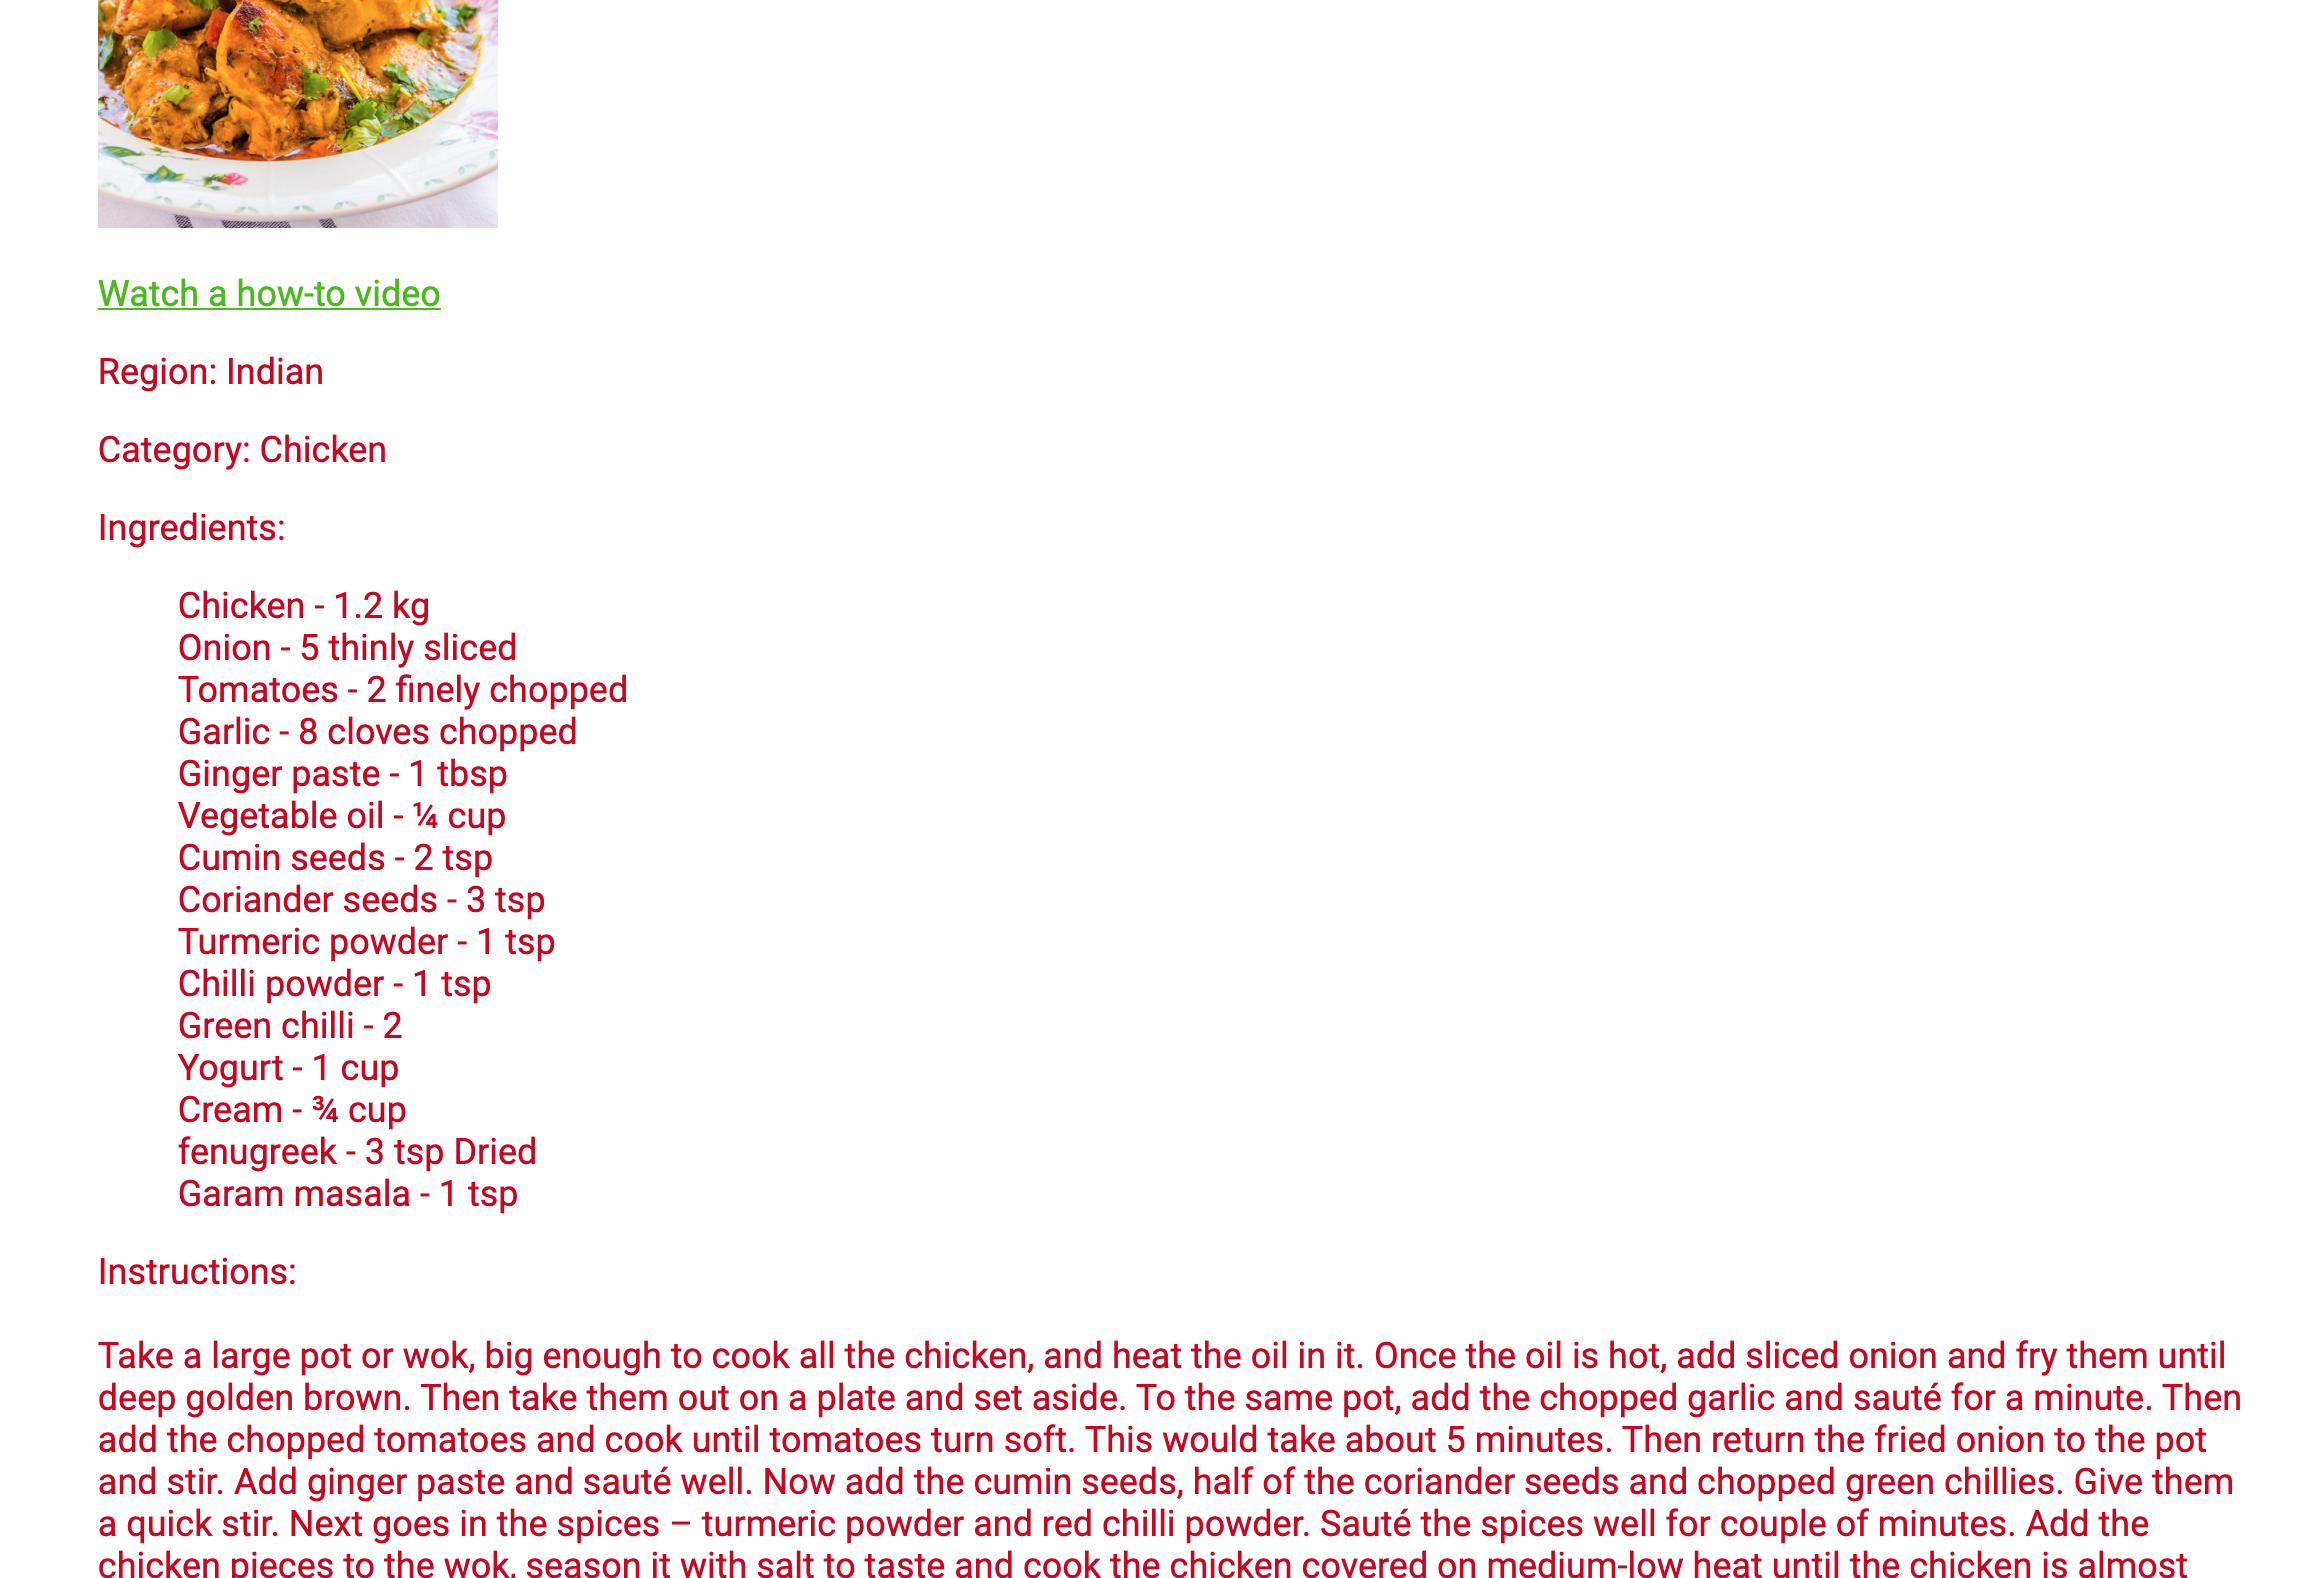 Watch a how-to video
Region: Indian
Category: Chicken
Ingredients:
Chicken - 1.2 kg
Onion - 5 thinly sliced
Tomatoes - 2 finely chopped
Garlic - 8 cloves chopped
Ginger paste - 1 tbsp
Vegetable oil - ¼ cup
Cumin seeds - 2 tsp
Coriander seeds - 3 tsp
Turmeric powder - 1 tsp
Chilli powder - 1 tsp
Green chilli - 2
Yogurt - 1 cup
Cream - ¾ cup
fenugreek - 3 tsp Dried
Garam masala - 1 tsp
Instructions:
Take a large pot or wok, big enough to cook all the chicken, and heat the oil in it. Once the oil is hot, add sliced onion and fry them until
deep golden brown. Then take them out on a plate and set aside. To the same pot, add the chopped garlic and sauté for a minute. Then
add the chopped tomatoes and cook until tomatoes turn soft. This would take about 5 minutes. Then return the fried onion to the pot
and stir. Add ginger paste and sauté well. Now add the cumin seeds, half of the coriander seeds and chopped green chillies. Give them
a quick stir. Next goes in the spices – turmeric powder and red chilli powder. Sauté the spices well for couple of minutes. Add the
chicken pieces to the wok, season it with salt to taste and cook the chicken covered on medium-low heat until the chicken is almost